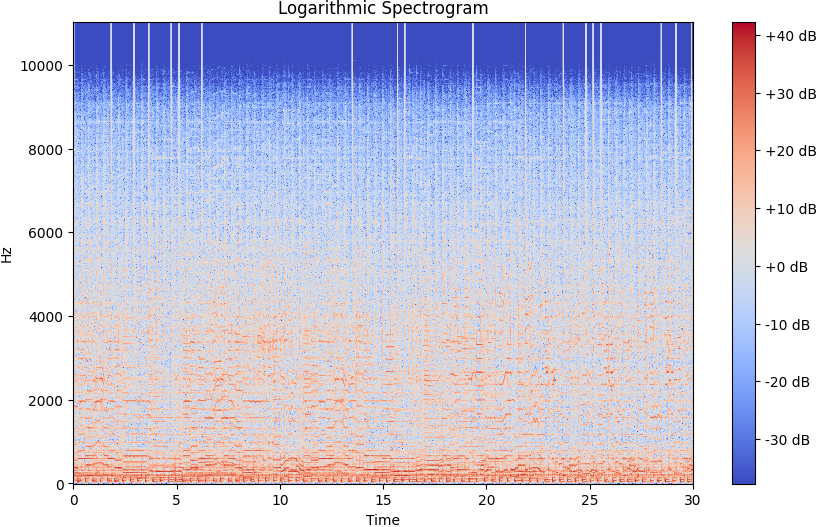 Logarithmic Spectrogram
Hz
10000
8000
6000
4000
2000
0
0 5 10 15 20 25 30
Time
+40 dB
+30 dB
+20 dB
+10 dB
+0 dB
-10 dB
-20 dB
-30 dB